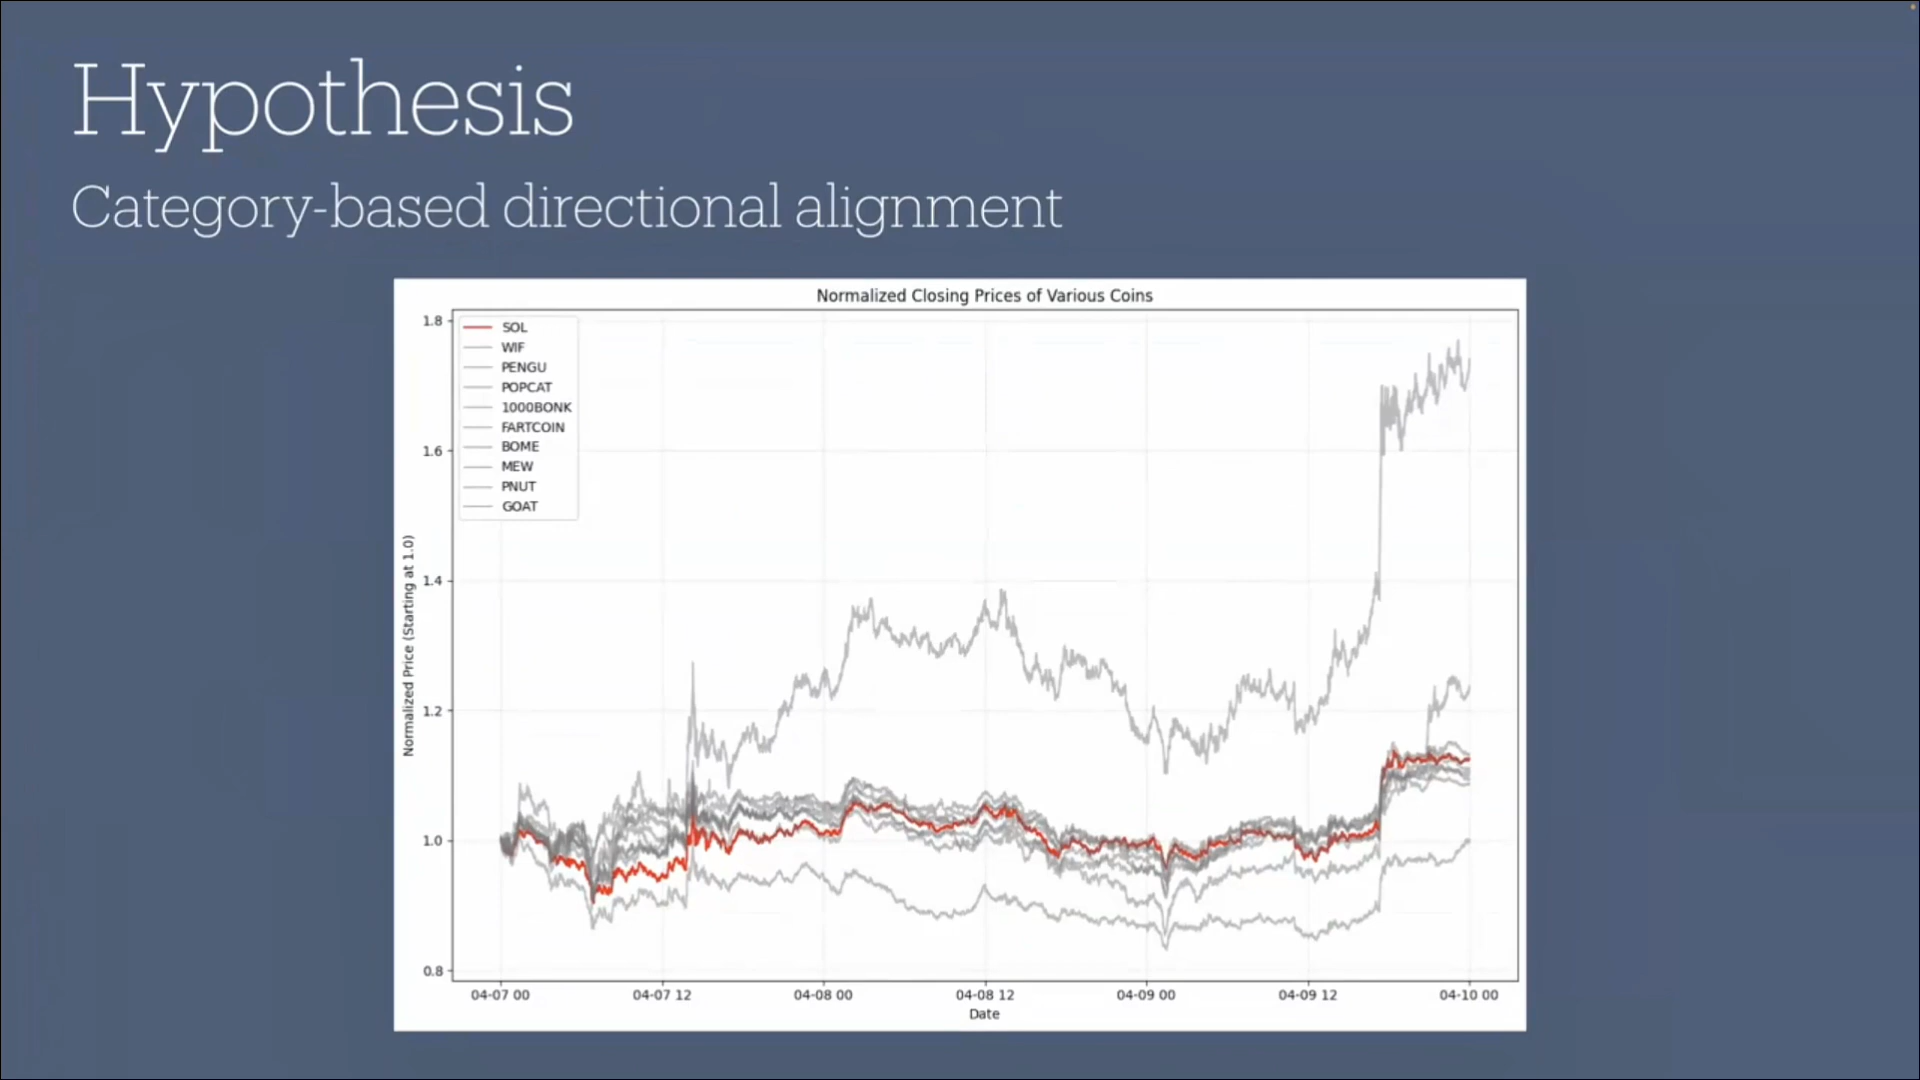 Hypothesis
Category-based directional alignment
Normalized Closing Prices of Various Coins
SOL
WIF
PENGU
POPCAT
1000BONK
FARTCOIN
BOME
MEW
PNUT
GOAT
Normalized Price (Starting at 1.0)
1.8
1.6
1.4
1.2
1.0
0.8
04-07 00 04-07 12 04-08 00 04-08 12 04-09 00 04-09 12 04-10 00
Date